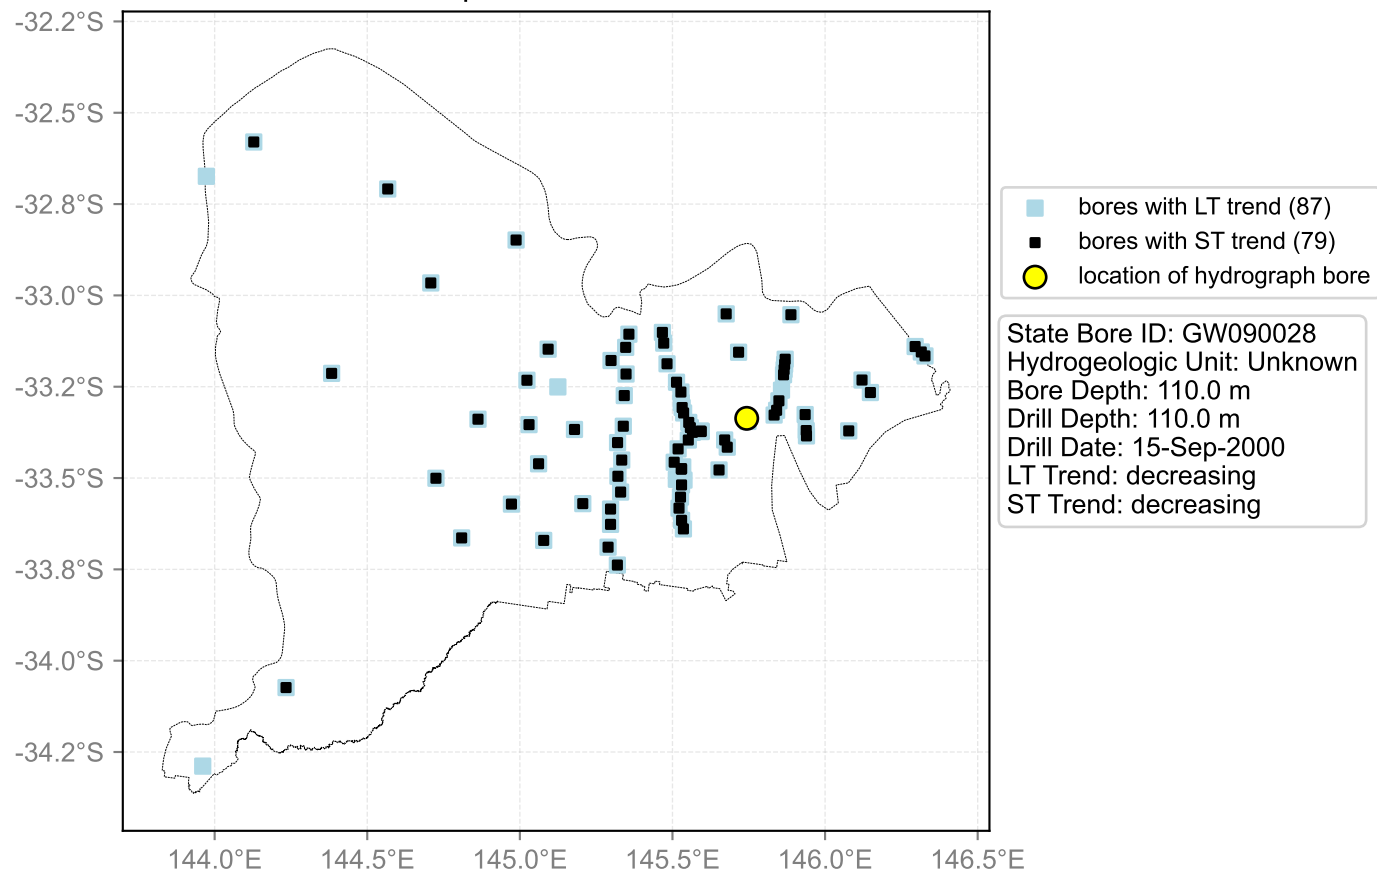 -32.2°S
-32.5°S
-32.8°S
-33.0°S
-33.2°S
-33.5°S
-33.8°S
-34.0°S
-34.2°S
144.0°E
144.5°E
145.0°E
145.5°E
146.0°E
146.5°E
bores with LT trend (87)
bores with ST trend (79)
location of hydrograph bore
State Bore ID: GW090028
Hydrogeologic Unit: Unknown
Bore Depth: 110.0 m
Drill Depth: 110.0 m
Drill Date: 15-Sep-2000
LT Trend: decreasing
ST Trend: decreasing